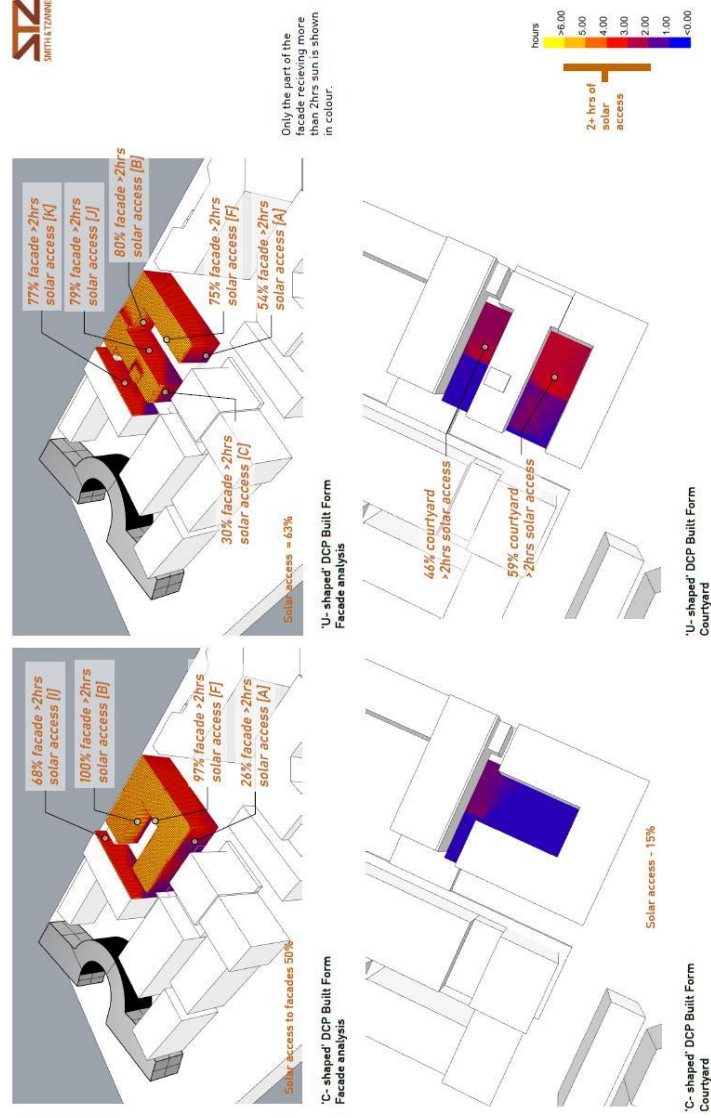 SMITH & TZANNES
68% facade >2hrs
solar access [I]
100% facade >2hrs
solar access [B]
97% facade >2hrs
solar access [F]
26% facade >2hrs
solar access [A]
Solar access to facades 50%
'C- shaped' DCP Built Form
Facade analysis
77% facade >2hrs
solar access [K]
79% facade >2hrs
solar access [J]
80% facade >2hrs
solar access [B]
75% facade >2hrs
solar access [F]
54% facade >2hrs
solar access [A]
30% facade >2hrs
solar access [C]
Solar access = 63%
'U- shaped' DCP Built Form
Facade analysis
Only the part of the
facade recieving more
than 2hrs sun is shown
in colour.
Solar access - 15%
'C- shaped' DCP Built Form
Courtyard
46% courtyard
>2hrs solar access
59% courtyard
>2hrs solar access
'U- shaped' DCP Built Form
Courtyard
2+ hrs of
solar
access
hours
>6.00
5.00
4.00
3.00
2.00
1.00
<0.00